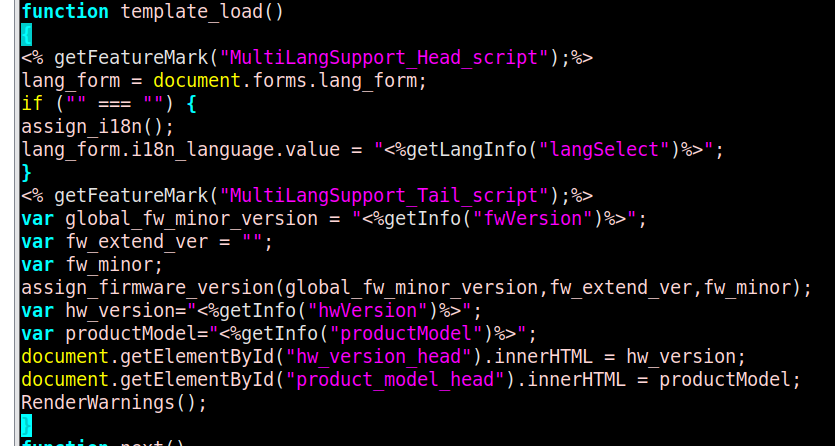 function template_load()
{
<% getFeatureMark("MultiLangSupport_Head_script");%>
lang_form = document.forms.lang_form;
if ("" === "") {
assign_i18n();
lang_form.i18n_language.value = "<%getLangInfo("langSelect")%>";
}
<% getFeatureMark("MultiLangSupport_Tail_script");%>
var global_fw_minor_version = "<%getInfo("fwVersion")%>";
var fw_extend_ver = "";
var fw_minor;
assign_firmware_version(global_fw_minor_version,fw_extend_ver,fw_minor);
var hw_version="<%getInfo("hwVersion")%>";
var productModel="<%getInfo("productModel")%>";
document.getElementById("hw_version_head").innerHTML = hw_version;
document.getElementById("product_model_head").innerHTML = productModel;
RenderWarnings();
}